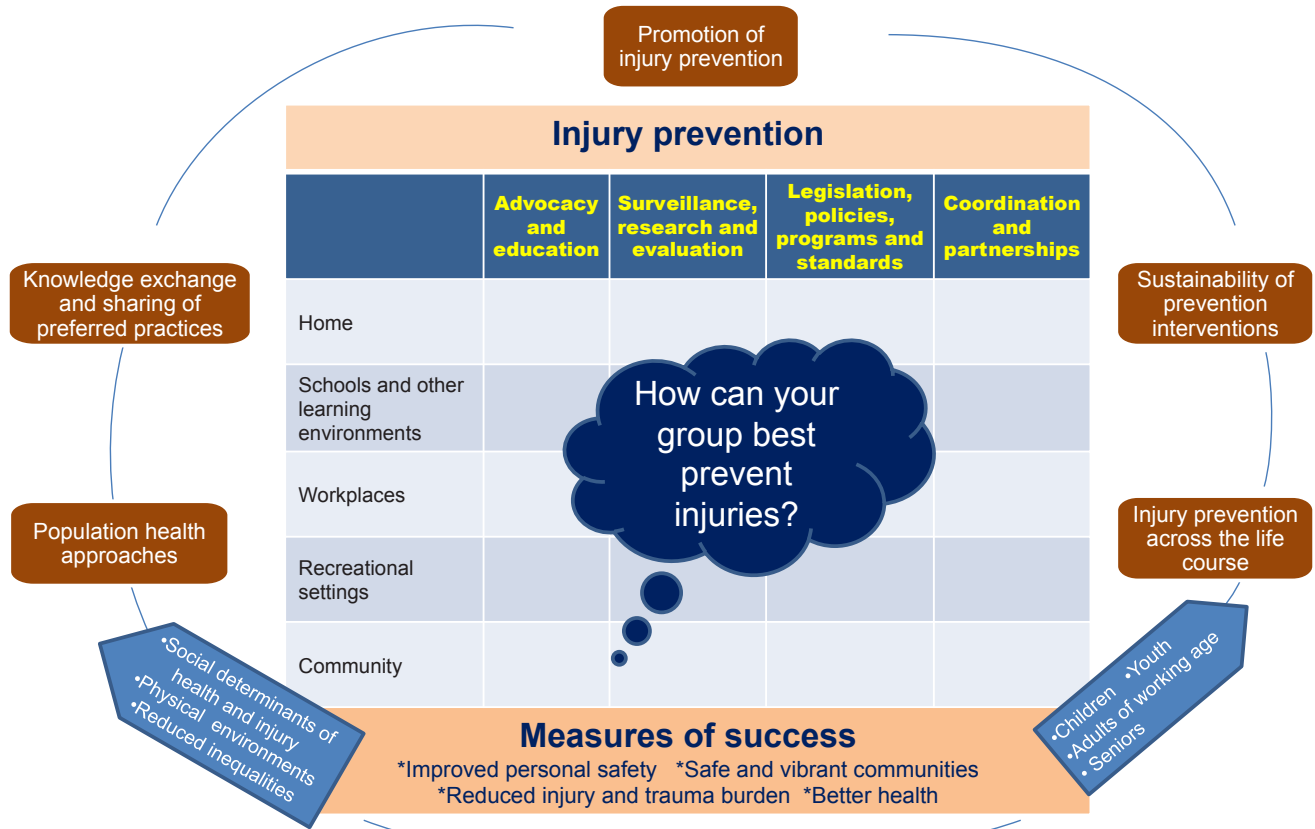 Promotion of
injury prevention
Injury prevention
Advocacy
and
education
Surveillance,
research and
evaluation
Legislation,
policies,
programs and
standards
Coordination
and
partnerships
Knowledge exchange
and sharing of
preferred practices
Sustainability of
prevention
interventions
Home
Schools and other
learning
environments
Workplaces
Recreational
settings
Community
How can your
group best
prevent
injuries?
Population health
approaches
Injury prevention
across the life
course
•Social determinants of
health and injury
•Physical environments
•Reduced inequalities
•Children •Youth
•Adults of working age
• Seniors
Measures of success
*Improved personal safety *Safe and vibrant communities
*Reduced injury and trauma burden *Better health